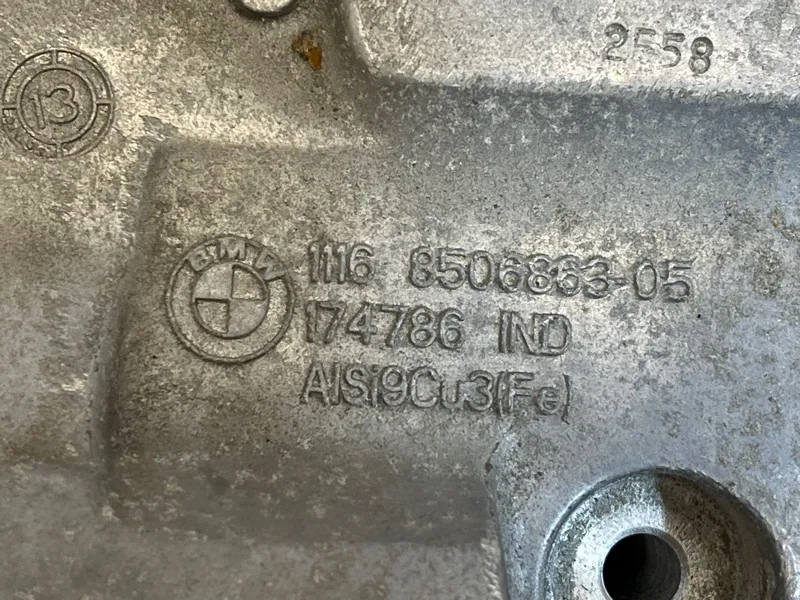 2558
13
BMW
1116 8506863-05
174786 IND
AlSi9Cu3(Fe)